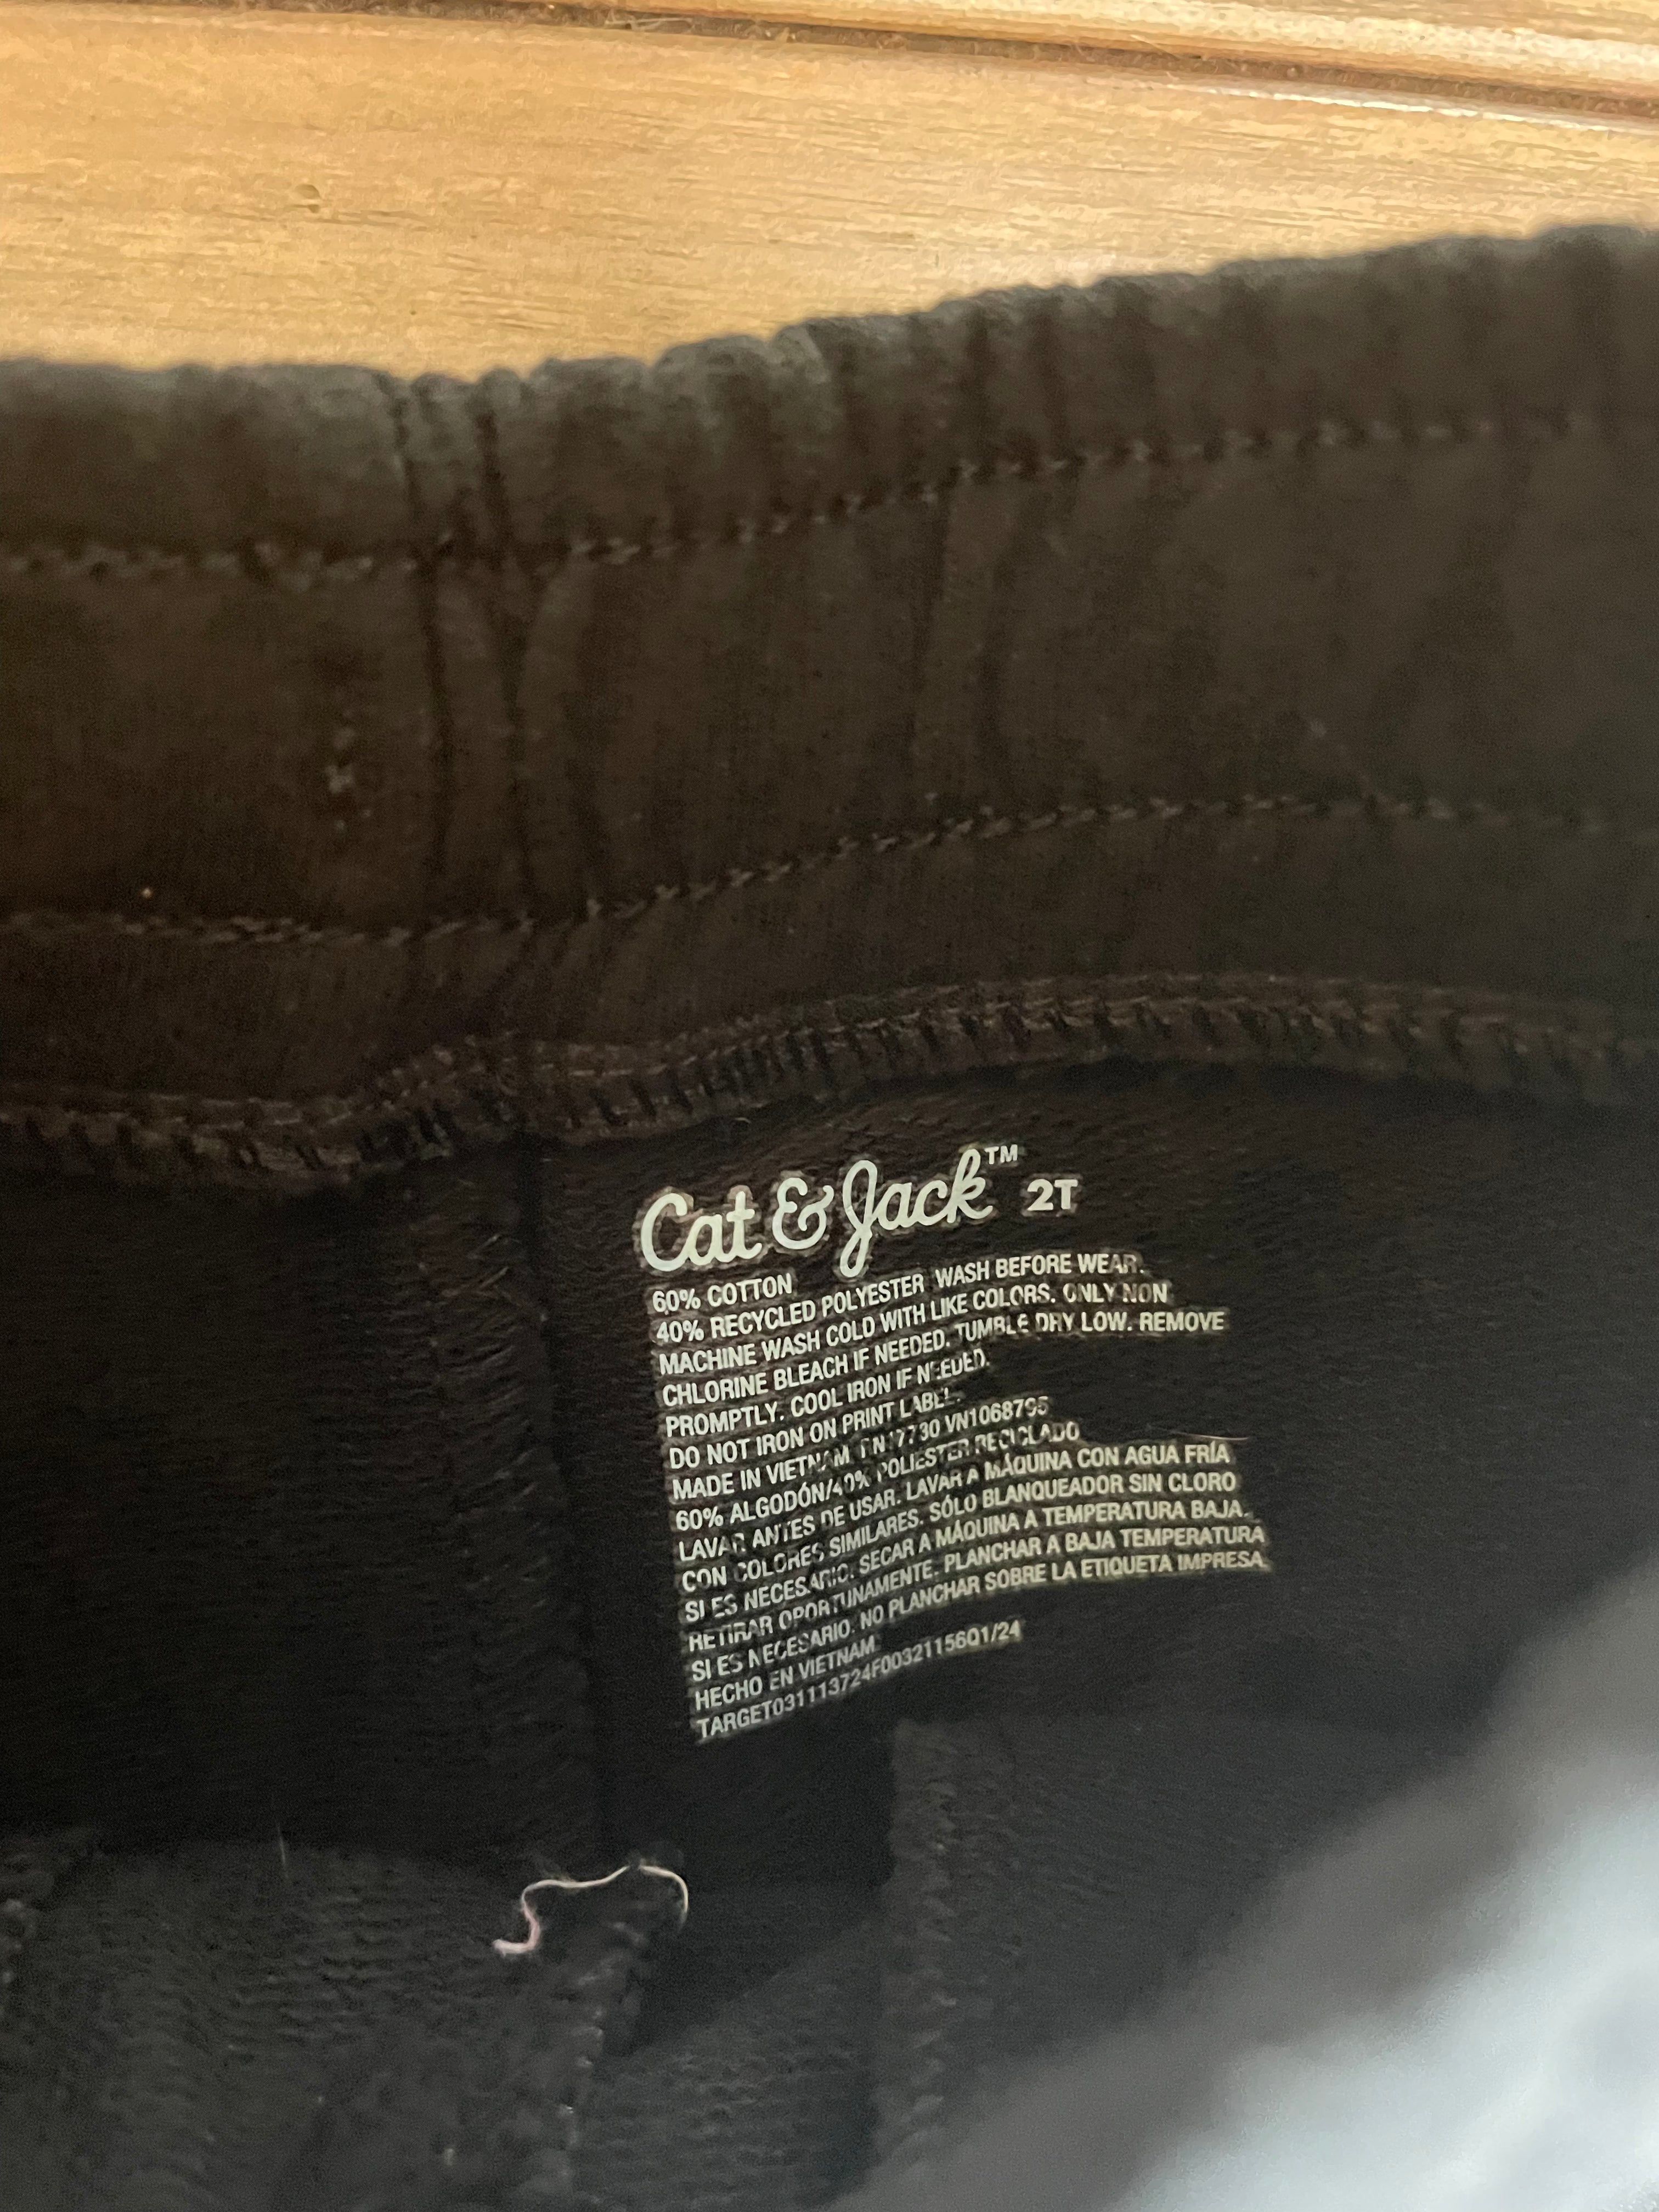 Cat & Jack™ 2T
60% COTTON
40% RECYCLED POLYESTER WASH BEFORE WEAR.
MACHINE WASH COLD WITH LIKE COLORS. ONLY NON
CHLORINE BLEACH IF NEEDED. TUMBLE DRY LOW. REMOVE
PROMPTLY. COOL IRON IF NEEDED.
DO NOT IRON ON PRINT LABEL.
MADE IN VIETNAM RN17730 VN1068795
60% ALGODÓN/40% POLIESTER RECICLADO
LAVAR ANTES DE USAR. LAVAR A MÁQUINA CON AGUA FRÍA
CON COLORES SIMILARES. SÓLO BLANQUEADOR SIN CLORO
SI ES NECESARIO. SECAR A MÁQUINA A TEMPERATURA BAJA.
RETIRAR OPORTUNAMENTE. PLANCHAR A BAJA TEMPERATURA
SI ES NECESARIO. NO PLANCHAR SOBRE LA ETIQUETA IMPRESA.
HECHO EN VIETNAM
TARGET031113724F0032115601/24